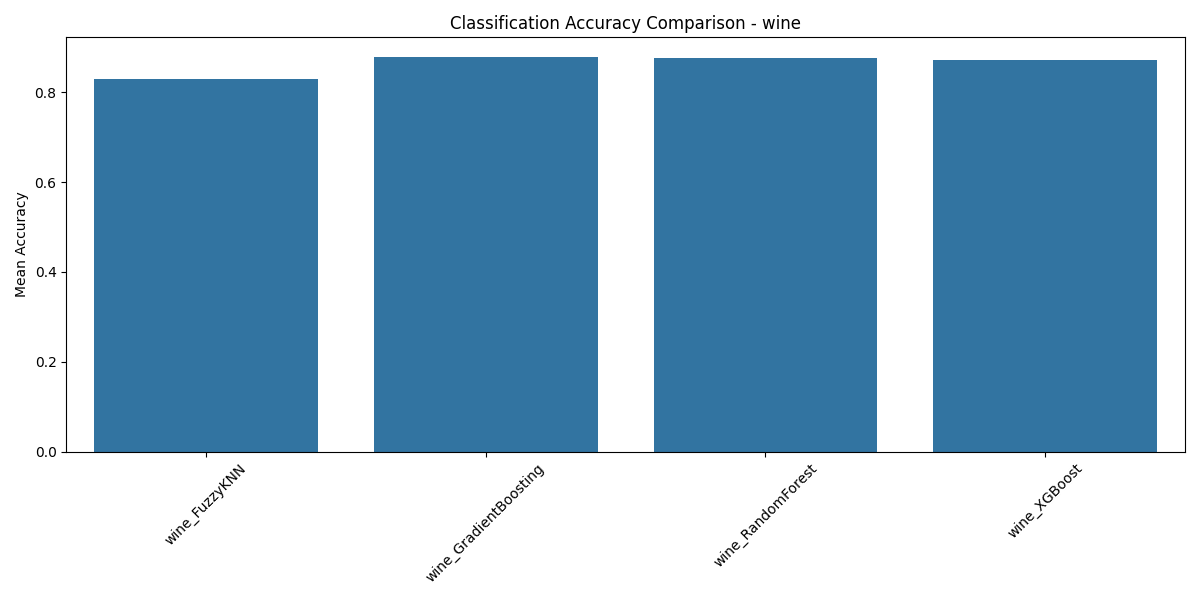 Classification Accuracy Comparison - wine
Mean Accuracy
0.8
0.6
0.4
0.2
0.0
wine_FuzzyKNN
wine_GradientBoosting
wine_RandomForest
wine_XGBoost